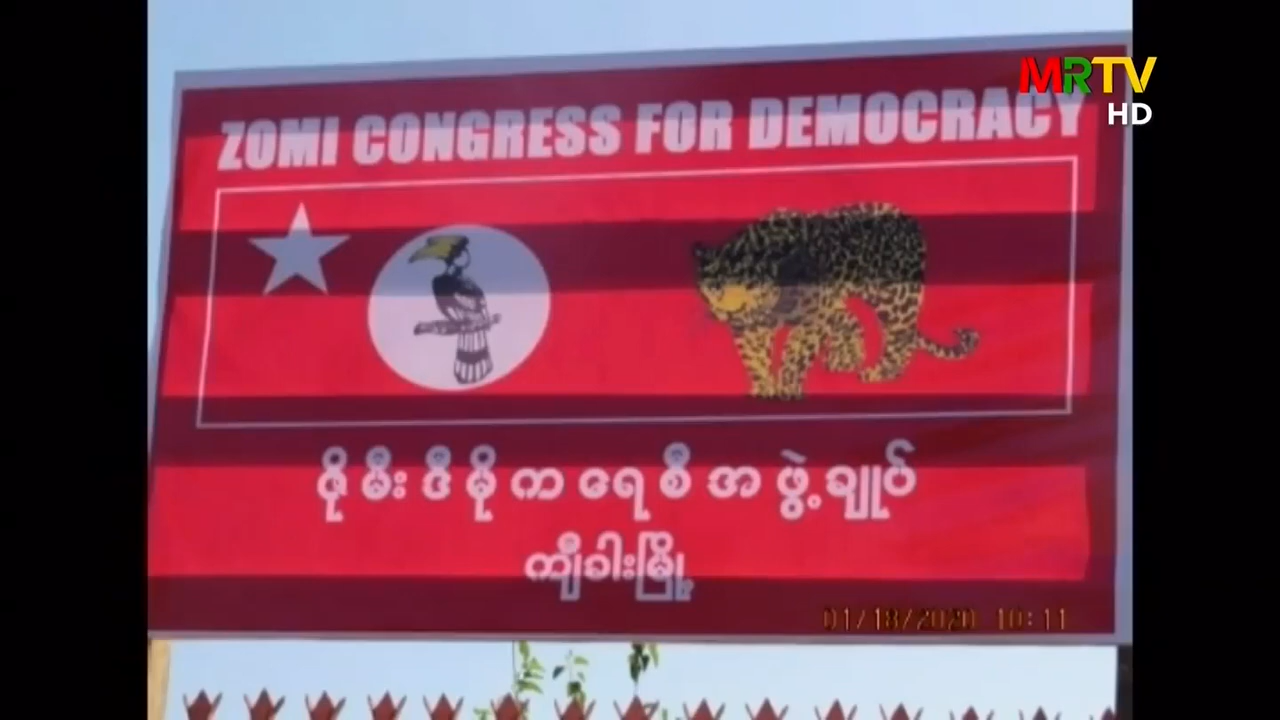 MRTV
HD
ZOMI CONGRESS FOR DEMOCRACY
ဇိုမီးဒီမိုကရေစီအဖွဲ့ချုပ်
ကျီခါးမြို့
01/18/2020 10:11